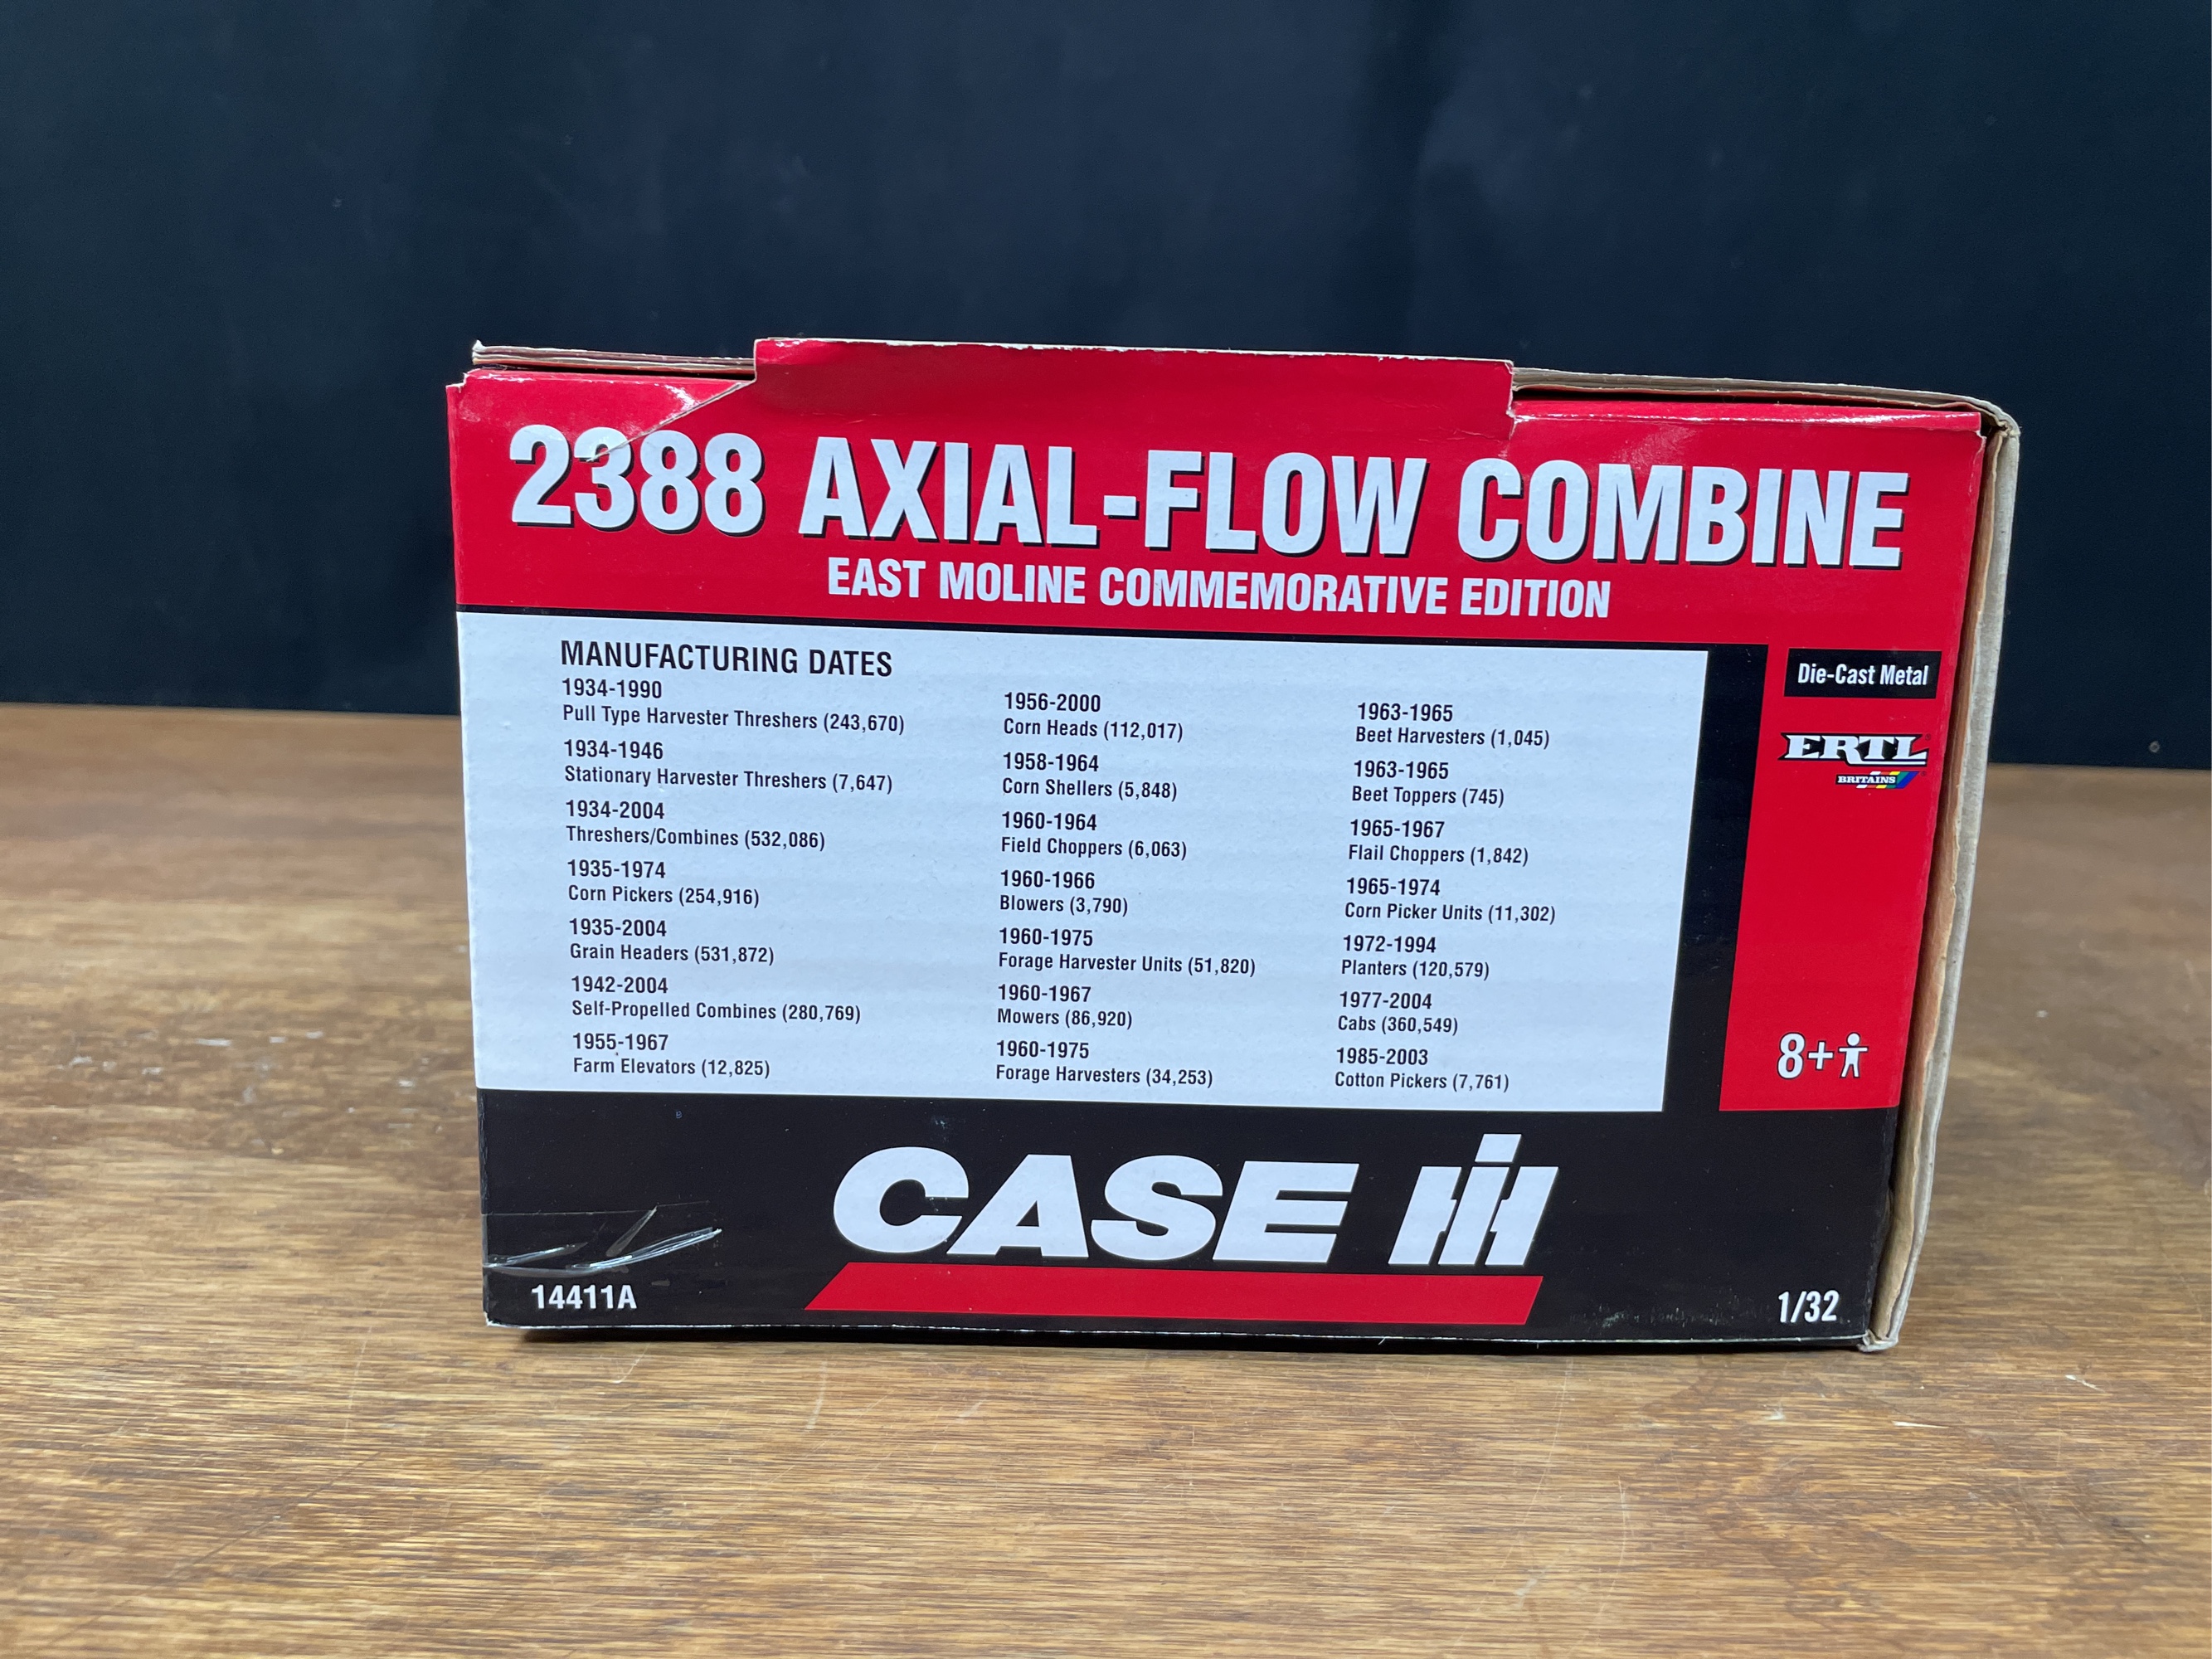 2388 AXIAL-FLOW COMBINE
EAST MOLINE COMMEMORATIVE EDITION
MANUFACTURING DATES
1934-1990
Pull Type Harvester Threshers (243,670)
1934-1946
Stationary Harvester Threshers (7,647)
1934-2004
Threshers/Combines (532,086)
1935-1974
Corn Pickers (254,916)
1935-2004
Grain Headers (531,872)
1942-2004
Self-Propelled Combines (280,769)
1955-1967
Farm Elevators (12,825)
1956-2000
Corn Heads (112,017)
1958-1964
Corn Shellers (5,848)
1960-1964
Field Choppers (6,063)
1960-1966
Blowers (3,790)
1960-1975
Forage Harvester Units (51,820)
1960-1967
Mowers (86,920)
1960-1975
Forage Harvesters (34,253)
1963-1965
Beet Harvesters (1,045)
1963-1965
Beet Toppers (745)
1965-1967
Flail Choppers (1,842)
1965-1974
Corn Picker Units (11,302)
1972-1994
Planters (120,579)
1977-2004
Cabs (360,549)
1985-2003
Cotton Pickers (7,761)
Die-Cast Metal
ERTL
BRITAINS
8+
CASE IH
14411A
1/32